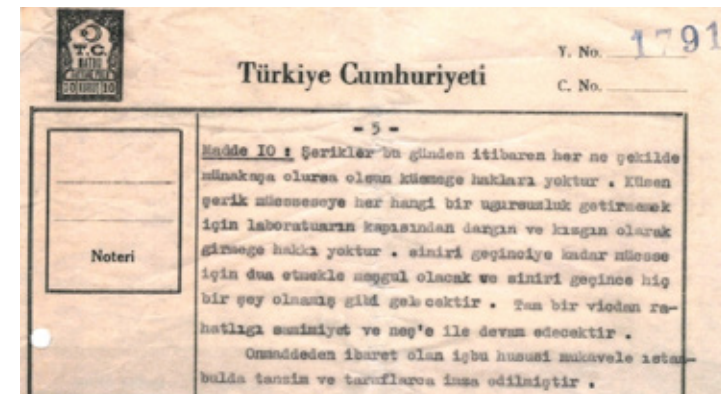 T.C.
1791
Y. No.
Türkiye Cumhuriyeti
C. No.
- 5 -
Madde IO : Şerikler bu günden itibaren her ne şekilde
münakaşa olursa olsun küsmege hakları yoktur . Küsen
şerik müesseseye her hangi bir ugursusluk getirmemek
için laboratuarın kapısından dargın ve kızgın olarak
girmege hakkı yoktur . siniri geçinciye kadar müesse
Noteri
için dua etmekle meşgul olacak ve siniri geçince hiç
bir şey olmamış gibi gelecektir . Tam bir vicdan ra-
hatlıgı samimiyet ve neş'e ile devam edecektir .
Onmaddeden ibaret olan işbu hususi mukavele istan-
bulda tanzim ve taraflarca imza edilmiştir .